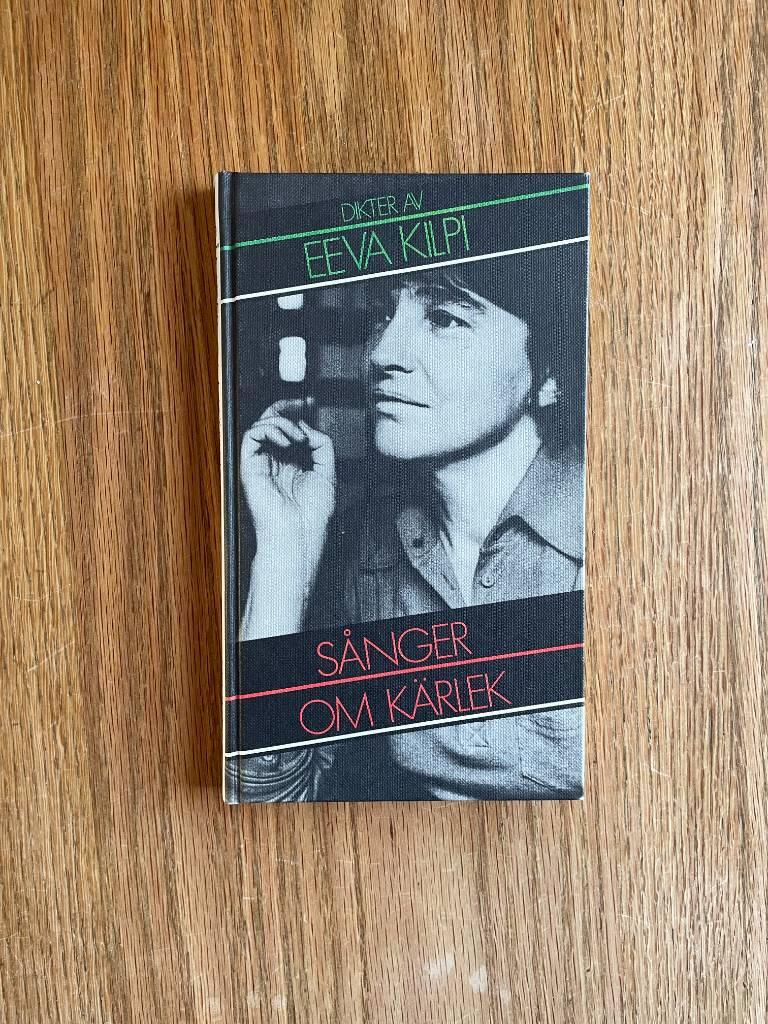 DIKTER AV
EEVA KILPI
SÅNGER
OM KÄRLEK